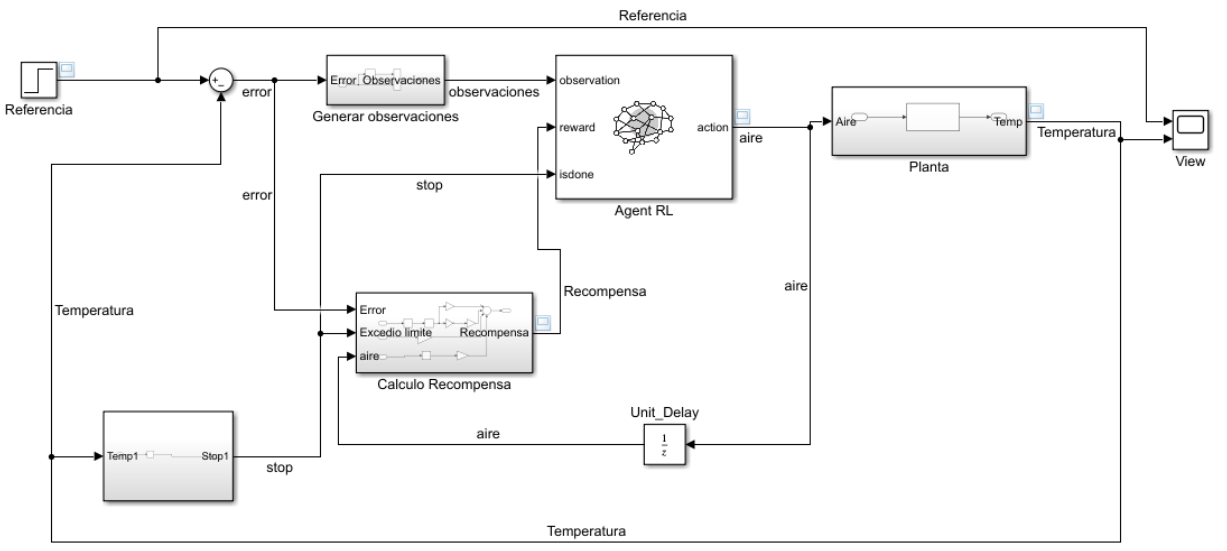 Referencia
Referencia
+
−
error
Error
Observaciones
Generar observaciones
observaciones
observation
reward
isdone
action
Agent RL
aire
Aire
Temp
Planta
Temperatura
View
error
stop
Temperatura
Recompensa
aire
Error
Excedio limite
aire
Recompensa
Calculo Recompensa
Unit_Delay
1
z
aire
Temp1
Stop1
stop
Temperatura